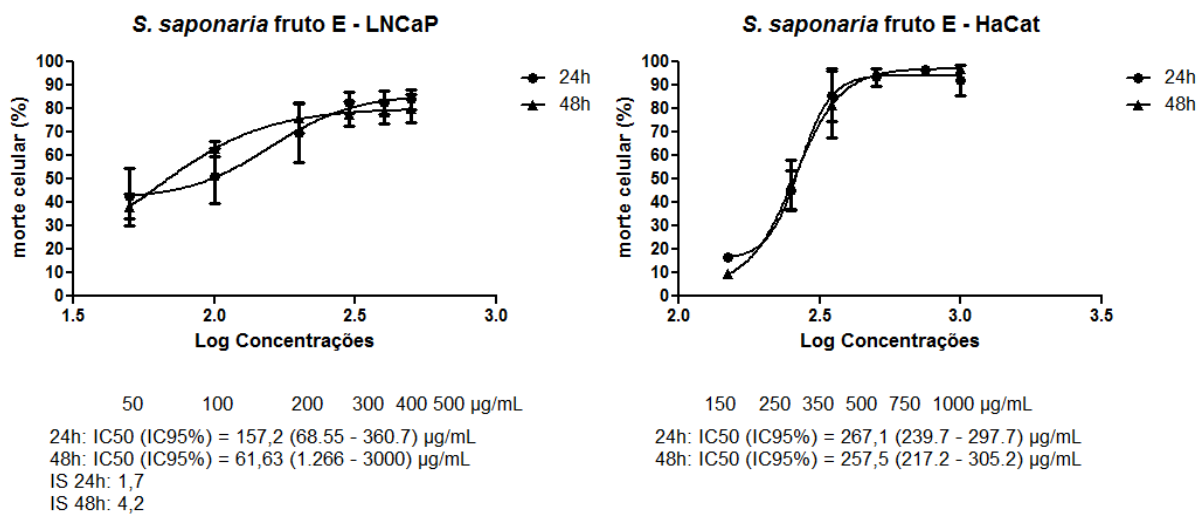 S. saponaria fruto E - LNCaP
morte celular (%)
100
90
80
70
60
50
40
30
20
10
0
1.5
2.0
2.5
3.0
Log Concentrações
24h
48h
50 100 200 300 400 500 µg/mL
24h: IC50 (IC95%) = 157,2 (68.55 - 360.7) µg/mL
48h: IC50 (IC95%) = 61,63 (1.266 - 3000) µg/mL
IS 24h: 1,7
IS 48h: 4,2
S. saponaria fruto E - HaCat
morte celular (%)
100
90
80
70
60
50
40
30
20
10
0
2.0
2.5
3.0
3.5
Log Concentrações
24h
48h
150 250 350 500 750 1000 µg/mL
24h: IC50 (IC95%) = 267,1 (239.7 - 297.7) µg/mL
48h: IC50 (IC95%) = 257,5 (217.2 - 305.2) µg/mL